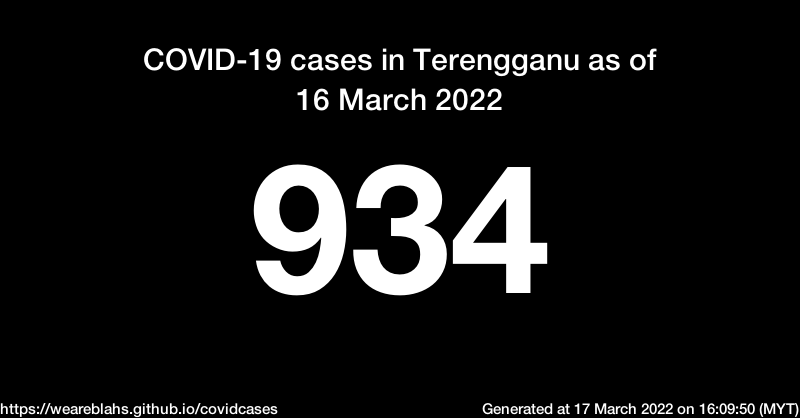 COVID-19 cases in Terengganu as of
16 March 2022
934
https://weareblahs.github.io/covidcases
Generated at 17 March 2022 on 16:09:50 (MYT)